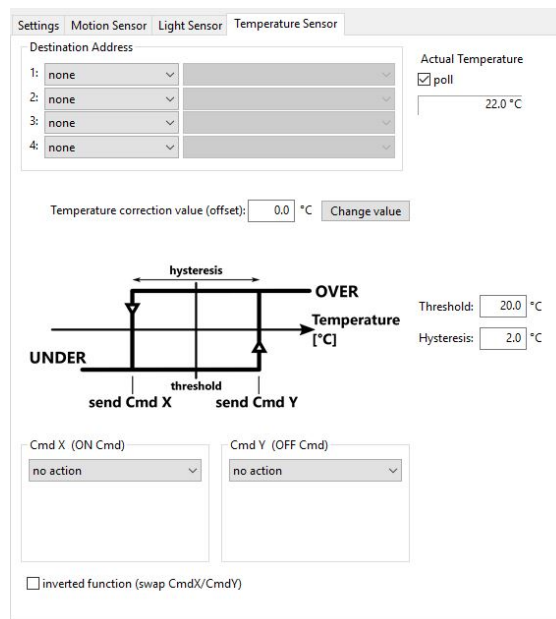 Settings Motion Sensor Light Sensor Temperature Sensor
Destination Address
1: none
2: none
3: none
4: none
Actual Temperature
poll
22.0 °C
Temperature correction value (offset): 0.0 °C Change value
hysteresis
OVER
Temperature
[°C]
UNDER
threshold
send Cmd X send Cmd Y
Threshold: 20.0 °C
Hysteresis: 2.0 °C
Cmd X (ON Cmd)
no action
Cmd Y (OFF Cmd)
no action
inverted function (swap CmdX/CmdY)